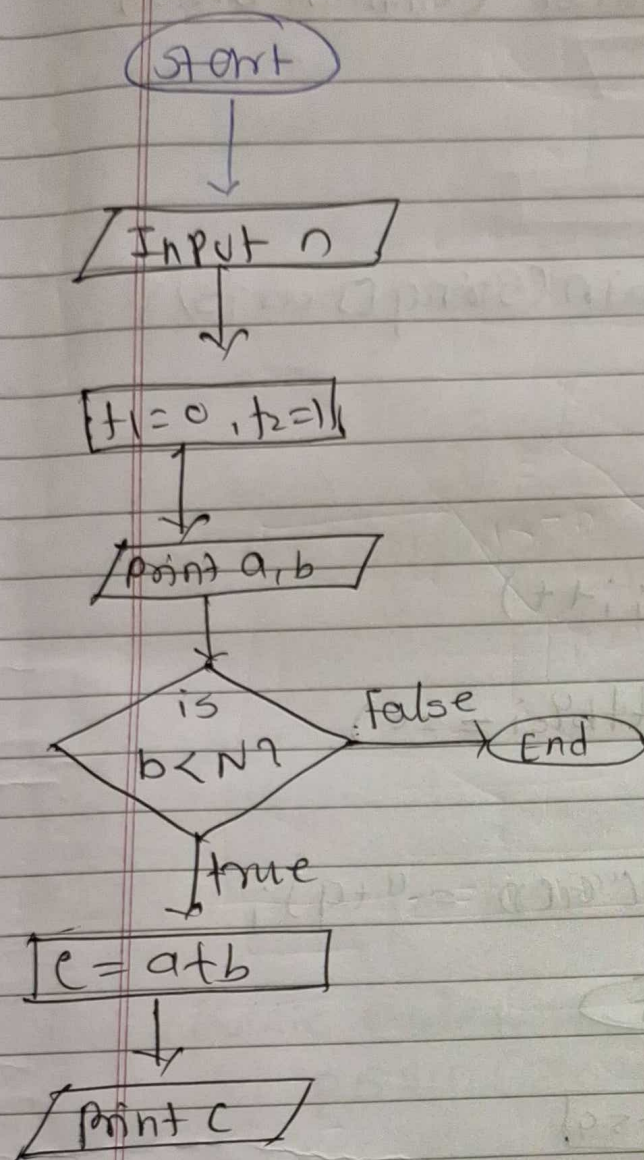 Start
Input n
t1=0, t2=1
print a,b
is
b<N?
false
End
true
C = a+b
print c